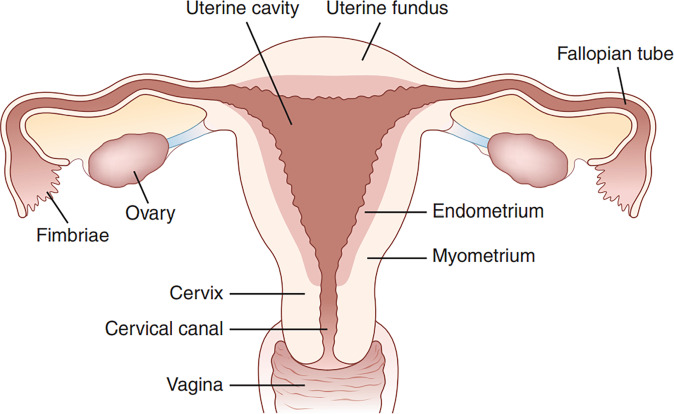 Uterine cavity
Uterine fundus
Fallopian tube
Ovary
Fimbriae
Endometrium
Myometrium
Cervix
Cervical canal
Vagina